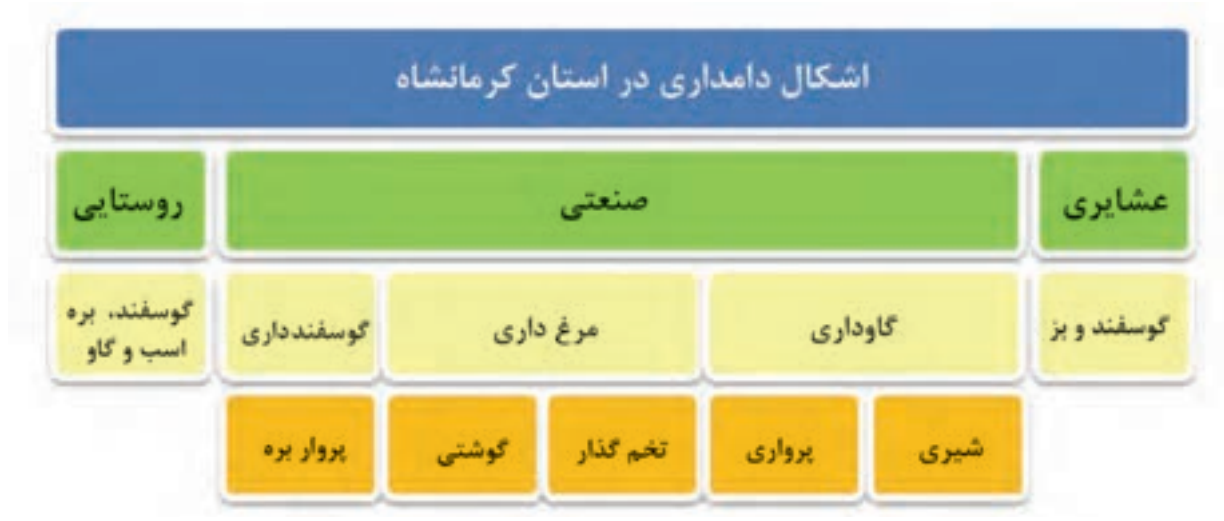 اشکال دامداری در استان کرمانشاه
عشایری
صنعتی
روستایی
گوسفند و بز
گاوداری
مرغ داری
گوسفندداری
گوسفند، بره
اسب و گاو
شیری
پرواری
تخم گذار
گوشتی
پروار بره